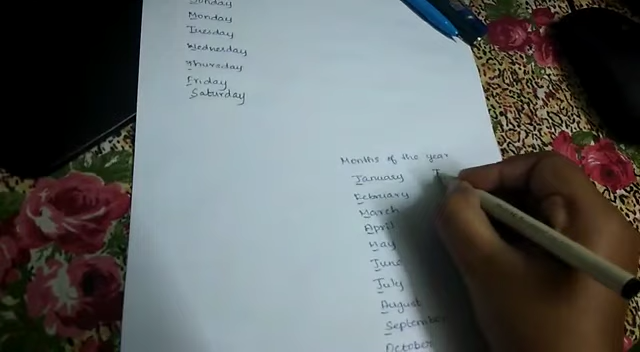 Sunday
Monday
Tuesday
Wednesday
Thursday
Friday
Saturday
Months of the year
January J
February
March
April
May
June
July
August
September
October